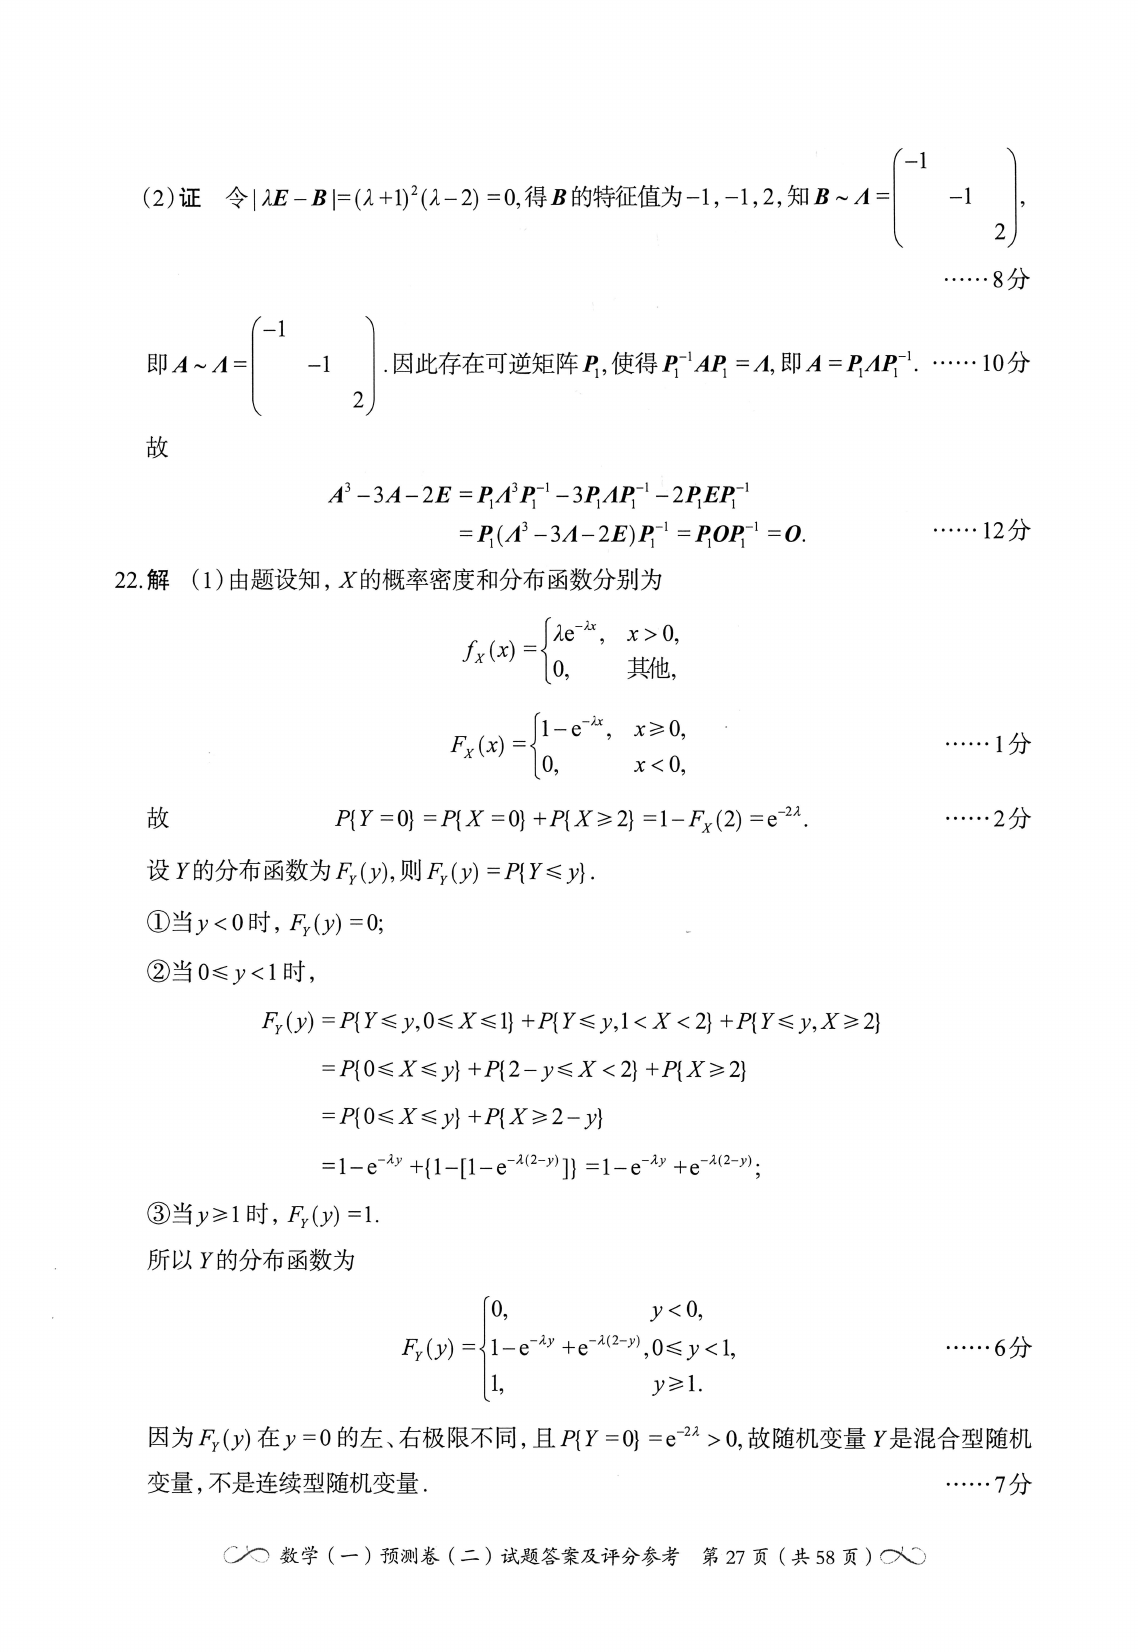 (2)证 令|λE－B|=(λ+1)²(λ－2)=0,得B的特征值为－1,－1,2,知B~Λ=(－1 －1 2),
……8分
即A~Λ=(－1 －1 2).因此存在可逆矩阵P₁,使得P₁⁻¹AP₁=Λ,即A=P₁ΛP₁⁻¹. ……10分
故
A³－3A－2E=P₁Λ³P₁⁻¹－3P₁ΛP₁⁻¹－2P₁EP₁⁻¹
=P₁(Λ³－3Λ－2E)P₁⁻¹=P₁OP₁⁻¹=O. ……12分
22.解 (1)由题设知, X的概率密度和分布函数分别为
f_X(x)={λe^{－λx}, x>0,
0, 其他,
F_X(x)={1－e^{－λx}, x≥0,
0, x<0, ……1分
故 P{Y=0}=P{X=0}+P{X≥2}=1－F_X(2)=e^{－2λ}. ……2分
设Y的分布函数为F_Y(y),则F_Y(y)=P{Y≤y}.
①当y<0时, F_Y(y)=0;
②当0≤y<1时,
F_Y(y)=P{Y≤y,0≤X≤1}+P{Y≤y,1<X<2}+P{Y≤y,X≥2}
=P{0≤X≤y}+P{2－y≤X<2}+P{X≥2}
=P{0≤X≤y}+P{X≥2－y}
=1－e^{－λy}+{1－[1－e^{－λ(2－y)}]}=1－e^{－λy}+e^{－λ(2－y)};
③当y≥1时, F_Y(y)=1.
所以Y的分布函数为
F_Y(y)={0, y<0,
1－e^{－λy}+e^{－λ(2－y)},0≤y<1, ……6分
1, y≥1.
因为F_Y(y)在y=0的左、右极限不同,且P{Y=0}=e^{－2λ}>0,故随机变量Y是混合型随机
变量,不是连续型随机变量. ……7分
数学(一)预测卷(二)试题答案及评分参考 第27页(共58页)